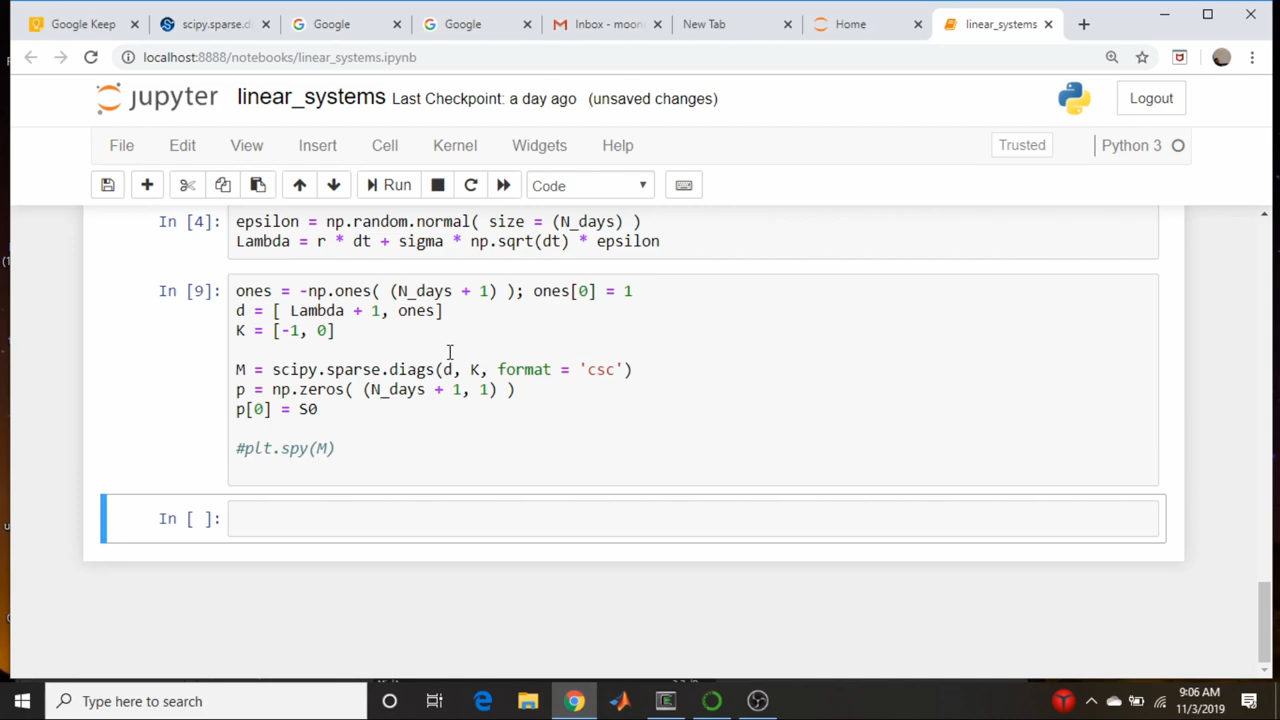 Google Keep
scipy.sparse.d
Google
Google
Inbox - moon
New Tab
Home
linear_systems
localhost:8888/notebooks/linear_systems.ipynb
jupyter linear_systems Last Checkpoint: a day ago (unsaved changes)
Logout
File Edit View Insert Cell Kernel Widgets Help
Trusted
Python 3
Run
Code
In [4]:
epsilon = np.random.normal( size = (N_days) )
Lambda = r * dt + sigma * np.sqrt(dt) * epsilon
In [9]:
ones = -np.ones( (N_days + 1) ); ones[0] = 1
d = [ Lambda + 1, ones]
K = [-1, 0]
M = scipy.sparse.diags(d, K, format = 'csc')
p = np.zeros( (N_days + 1, 1) )
p[0] = S0
#plt.spy(M)
In [ ]:
Type here to search
9:06 AM
11/3/2019